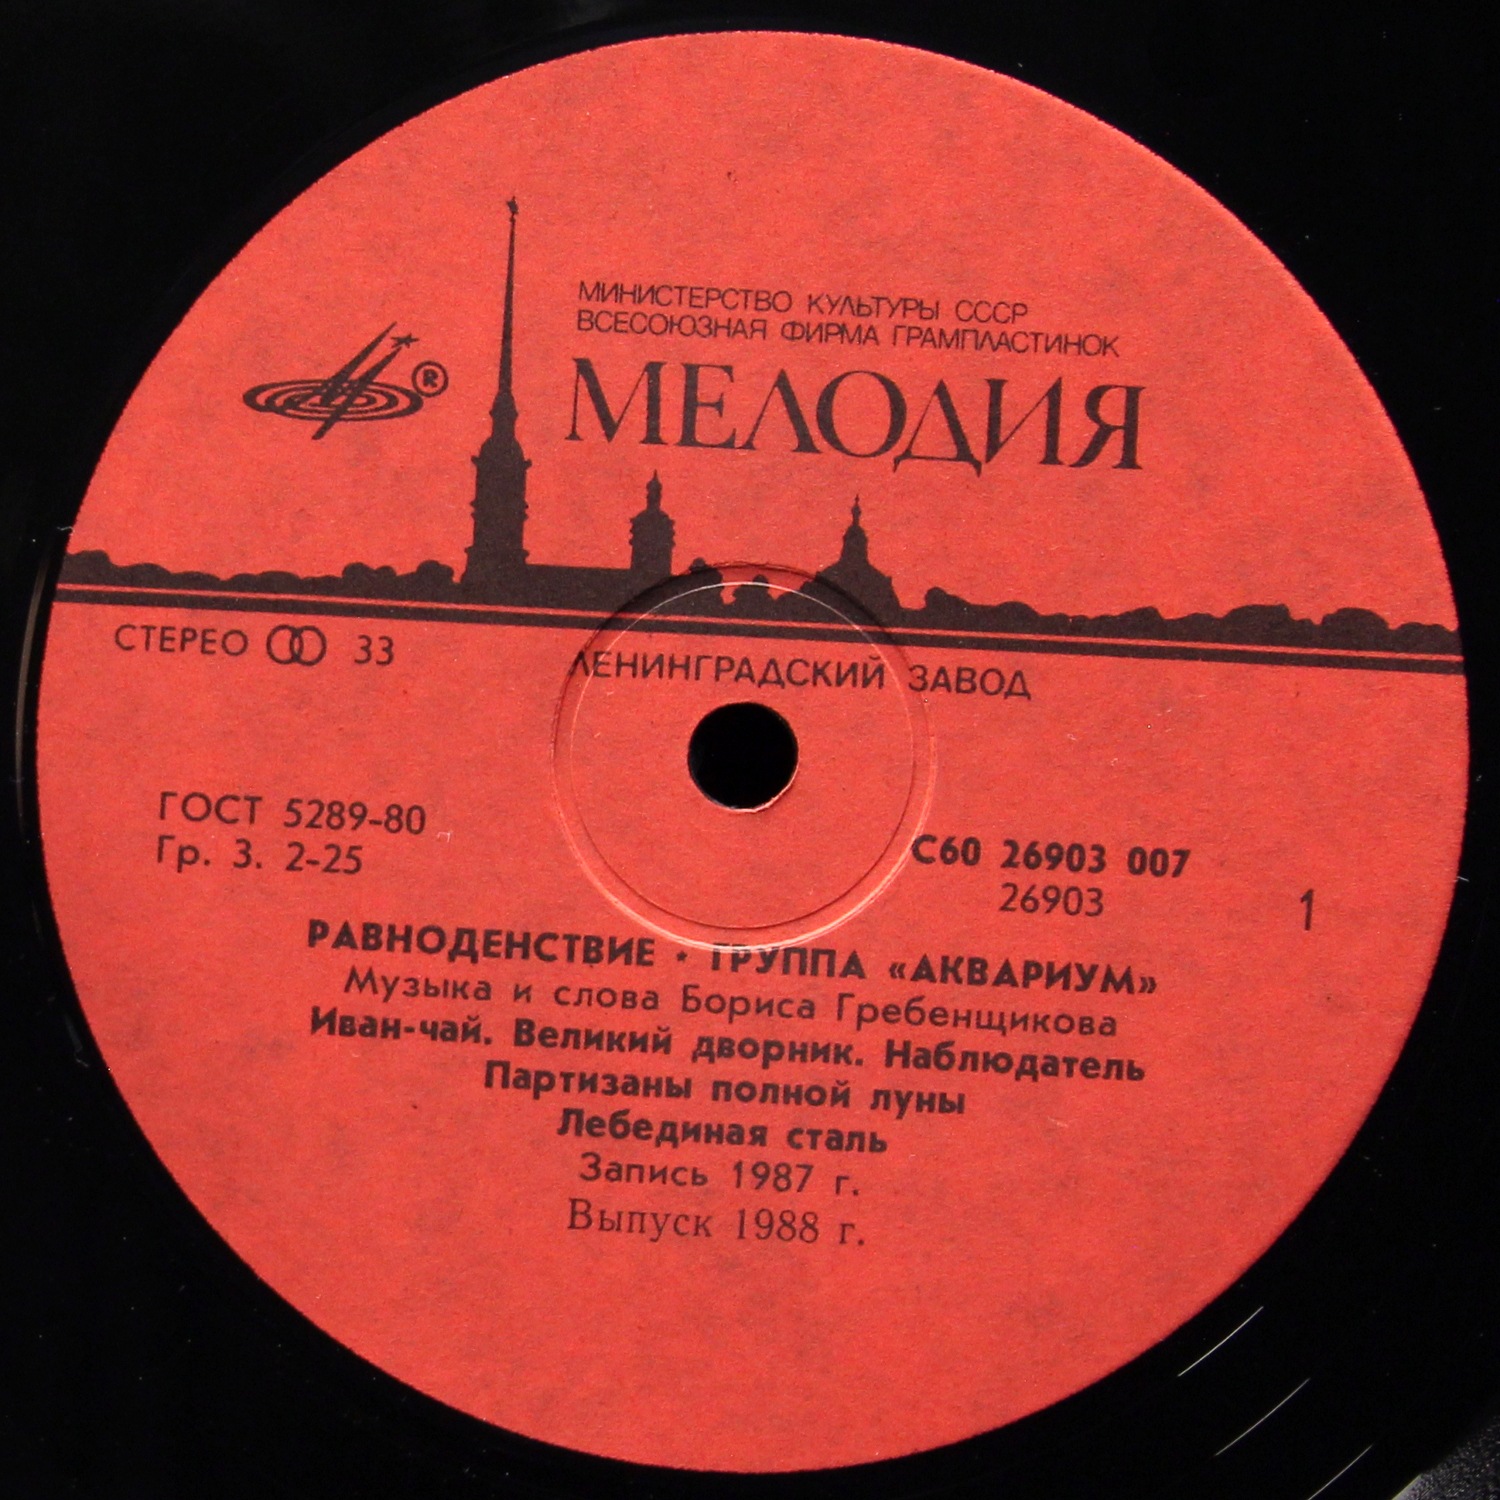 МИНИСТЕРСТВО КУЛЬТУРЫ СССР
ВСЕСОЮЗНАЯ ФИРМА ГРАМПЛАСТИНОК
®
МЕЛОДИЯ
СТЕРЕО 33
ЛЕНИНГРАДСКИЙ ЗАВОД
ГОСТ 5289-80
Гр. 3. 2-25
С60 26903 007
26903
1
РАВНОДЕНСТВИЕ • ГРУППА «АКВАРИУМ»
Музыка и слова Бориса Гребенщикова
Иван-чай. Великий дворник. Наблюдатель
Партизаны полной луны
Лебединая сталь
Запись 1987 г.
Выпуск 1988 г.